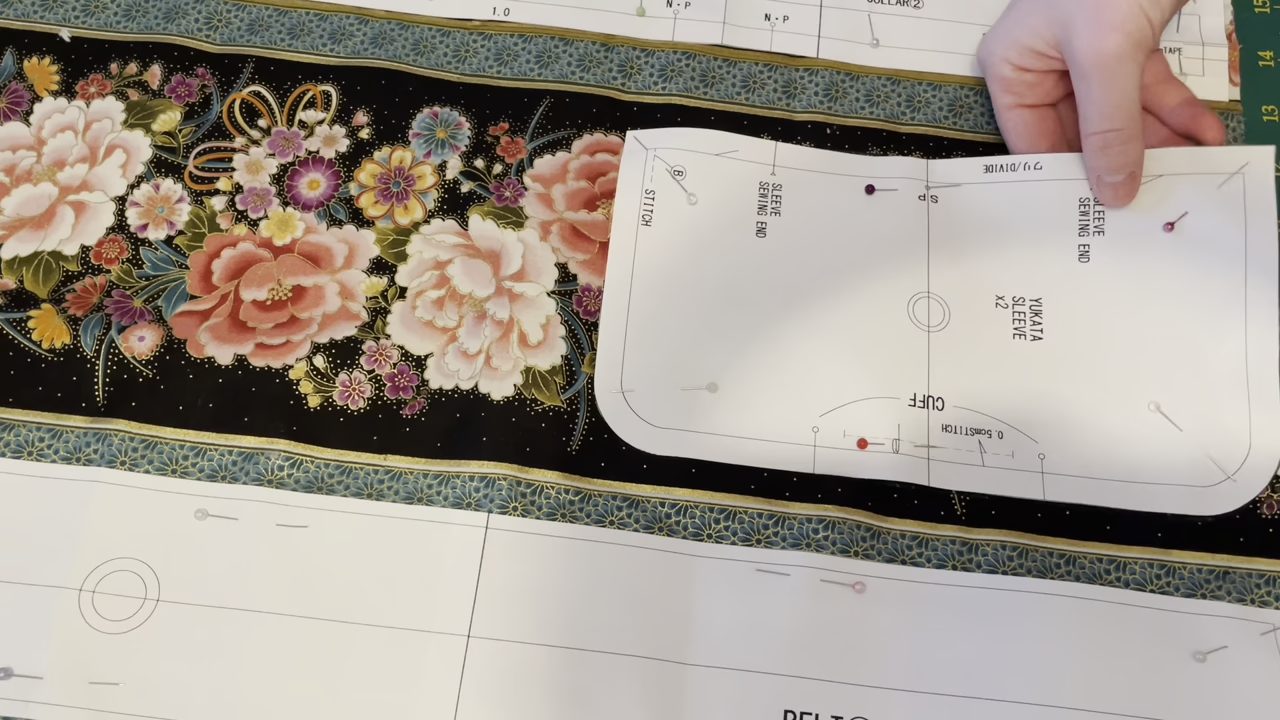 1.0
N・P
N・P
COLLAR②
TAPE
15
14
13
B
STITCH
SLEEVE
SEWING END
S
P
ワリ/DIVIDE
SLEEVE
SEWING END
YUKATA
SLEEVE
x2
CUFF
0.5cmSTITCH